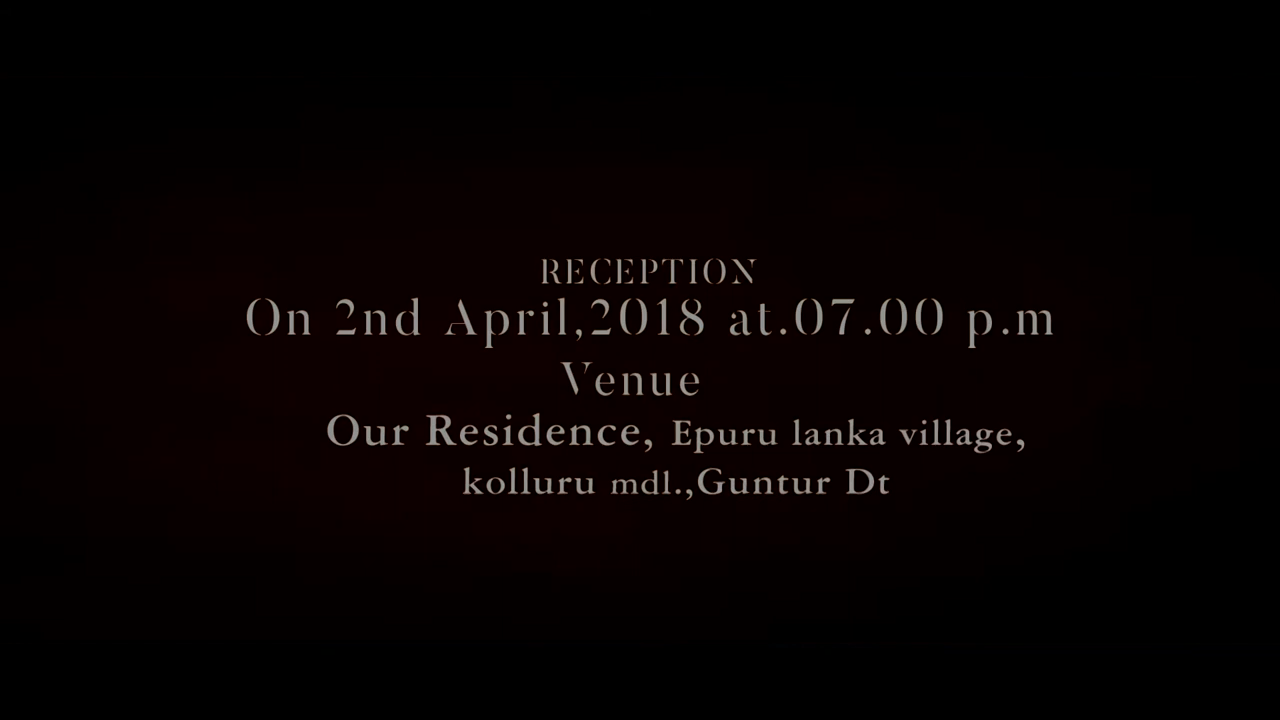 RECEPTION
On 2nd April,2018 at.07.00 p.m
Venue
Our Residence, Epuru lanka village,
kolluru mdl.,Guntur Dt